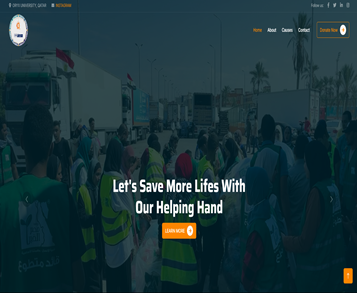 CAIRO UNIVERSITY, QESM
INSTAGRAM
Follow us:
Home
About
Causes
Contact
Donate Now
Let's Save More Lifes With
Our Helping Hand
LEARN MORE